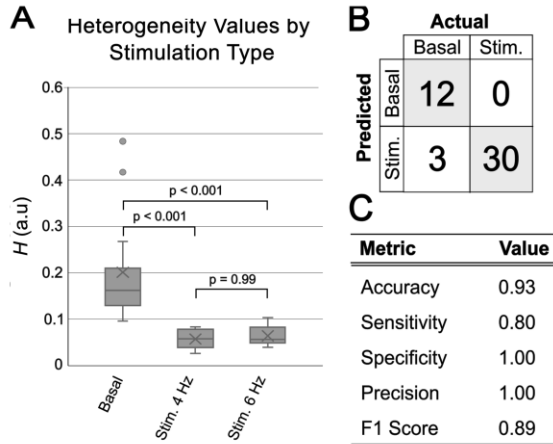 A
Heterogeneity Values by
Stimulation Type
H (a.u)
0.6
0.5
0.4
0.3
0.2
0.1
0
p < 0.001
p < 0.001
p = 0.99
Basal
Stim. 4 Hz
Stim. 6 Hz
B
Actual
Basal Stim.
Predicted
Basal 12 0
Stim. 3 30
C
Metric Value
Accuracy 0.93
Sensitivity 0.80
Specificity 1.00
Precision 1.00
F1 Score 0.89